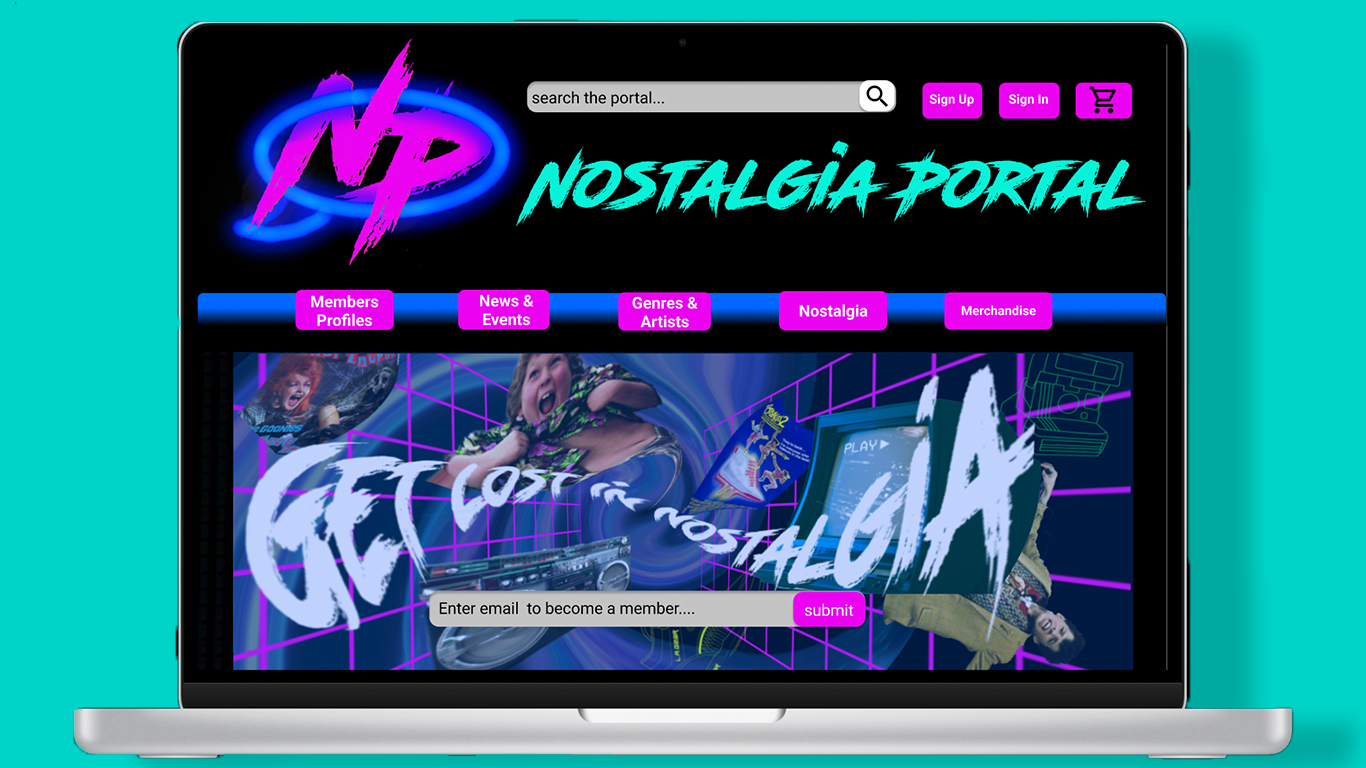 NP
search the portal...
Sign Up
Sign In
NOSTALGiA PORTAL
Members
Profiles
News &
Events
Genres &
Artists
Nostalgia
Merchandise
GOONIES
PLAY
GET LOST iN NOSTALGiA
Enter email  to become a member....
submit
L.A.GEAR